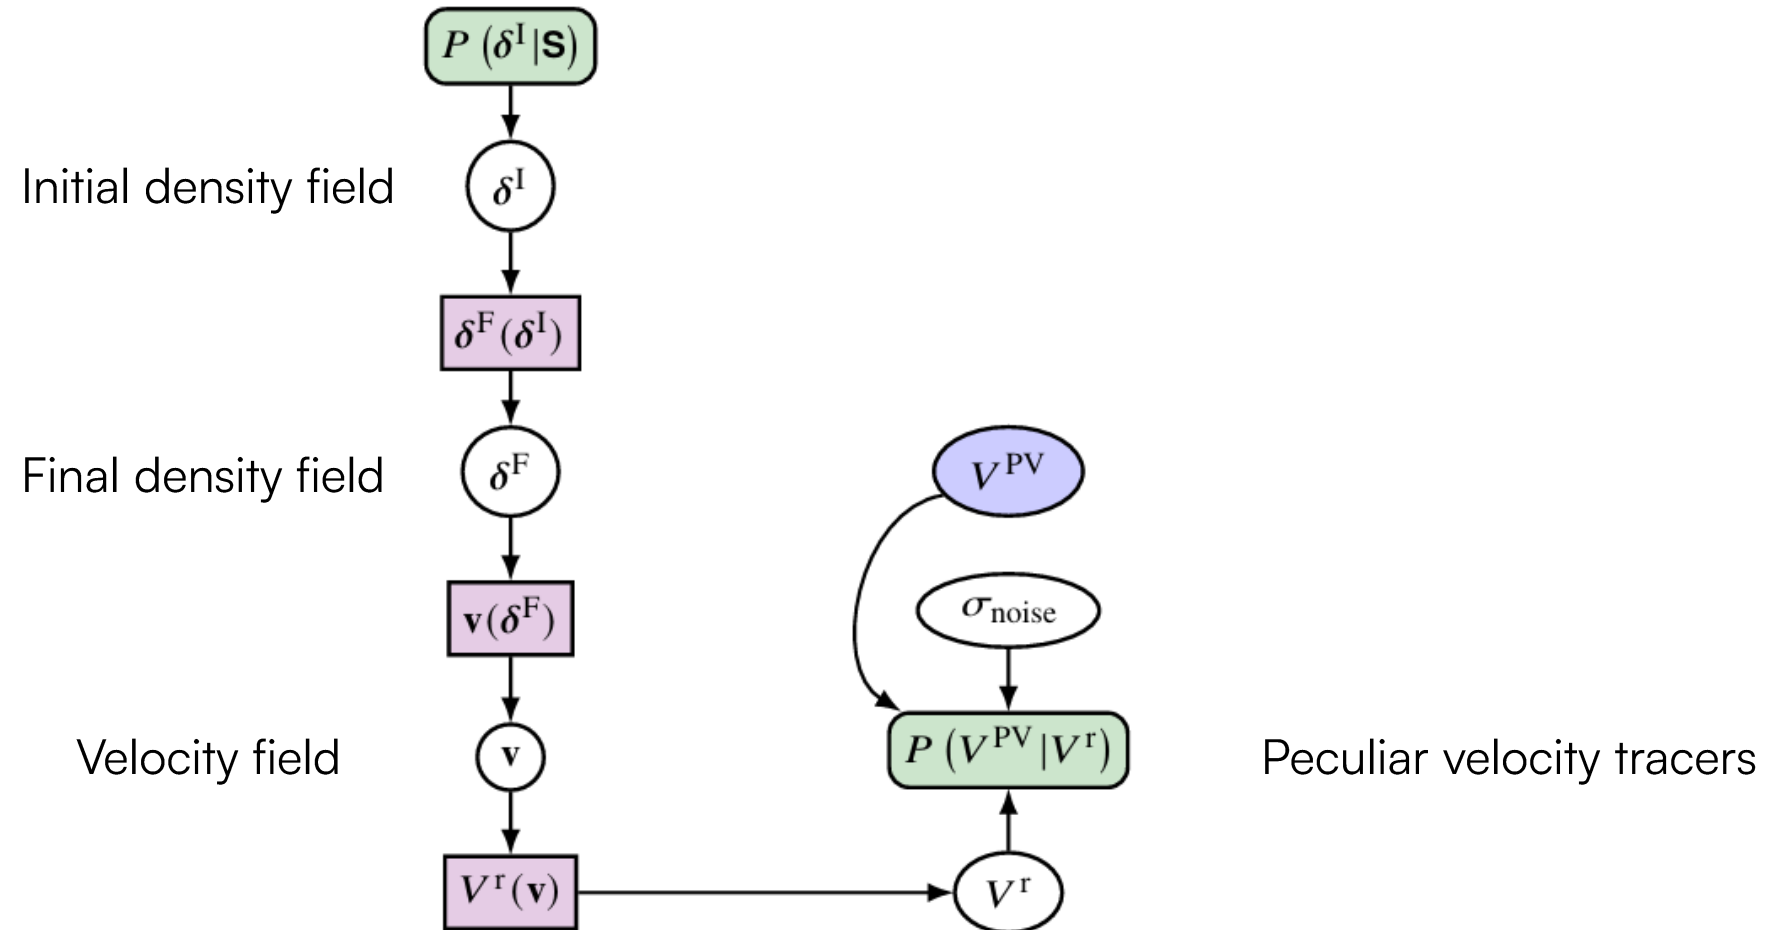 P (δ^I|S)
Initial density field
δ^I
δ^F(δ^I)
Final density field
δ^F
V^PV
σ_noise
v(δ^F)
Velocity field
v
P (V^PV|V^r)
Peculiar velocity tracers
V^r(v)
V^r